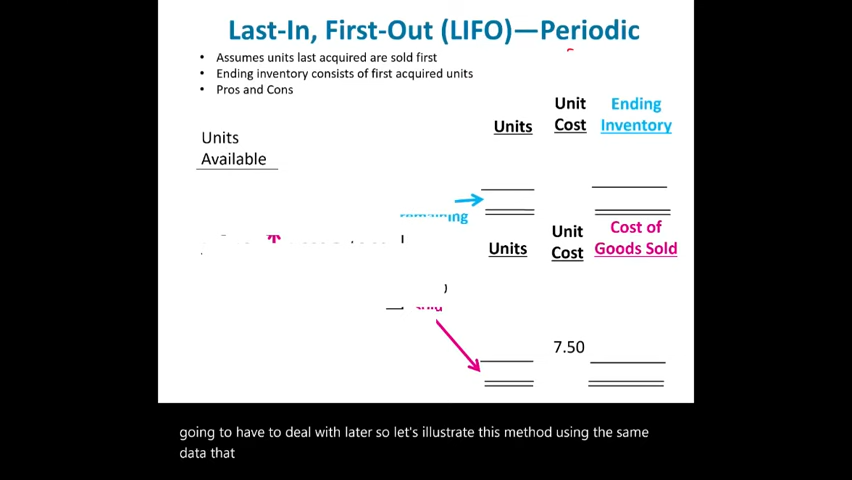 Last-In, First-Out (LIFO)—Periodic
• Assumes units last acquired are sold first
• Ending inventory consists of first acquired units
• Pros and Cons
Units
Available
Units
Unit
Cost
Ending
Inventory
Units
Unit
Cost
Cost of
Goods Sold
7.50
going to have to deal with later so let's illustrate this method using the same
data that